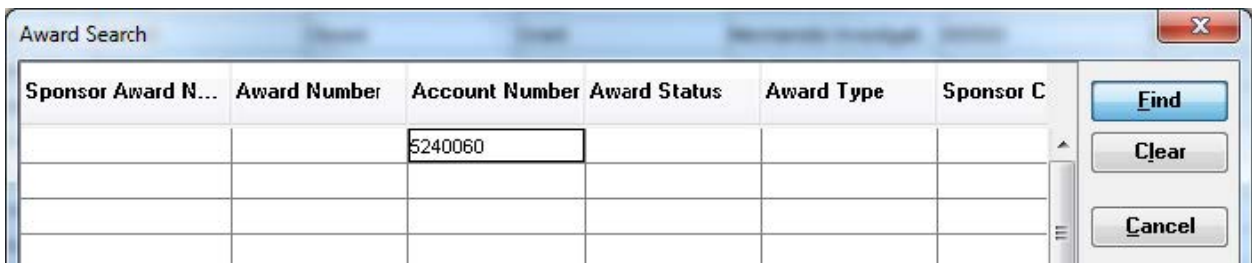 Award Search
Sponsor Award N... Award Number Account Number Award Status Award Type Sponsor C
Find
5240060
Clear
Cancel